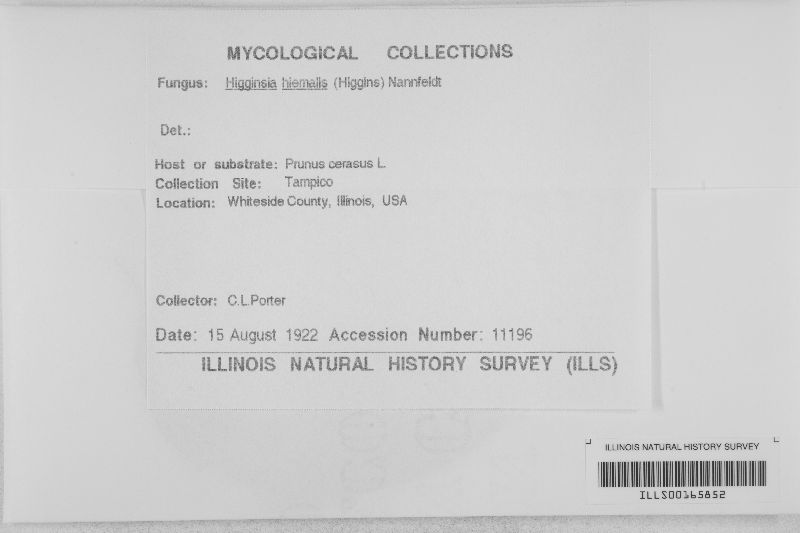 MYCOLOGICAL COLLECTIONS
Fungus: Higginsia hiemalis (Higgins) Nannfeldt
Det.:
Host or substrate: Prunus cerasus L.
Collection Site: Tampico
Location: Whiteside County, Illinois, USA
Collector: C.L.Porter
Date: 15 August 1922 Accession Number: 11196
ILLINOIS NATURAL HISTORY SURVEY (ILLS)
ILLINOIS NATURAL HISTORY SURVEY
ILLS00165852